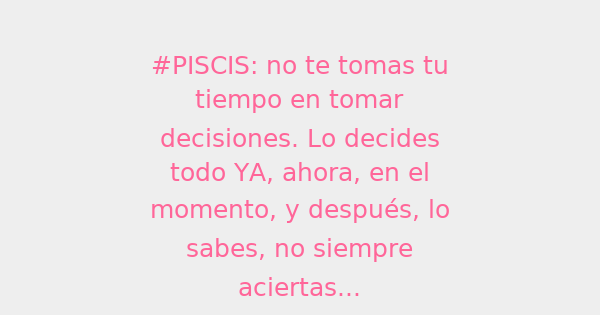 #PISCIS: no te tomas tu
tiempo en tomar
decisiones. Lo decides
todo YA, ahora, en el
momento, y después, lo
sabes, no siempre
aciertas...